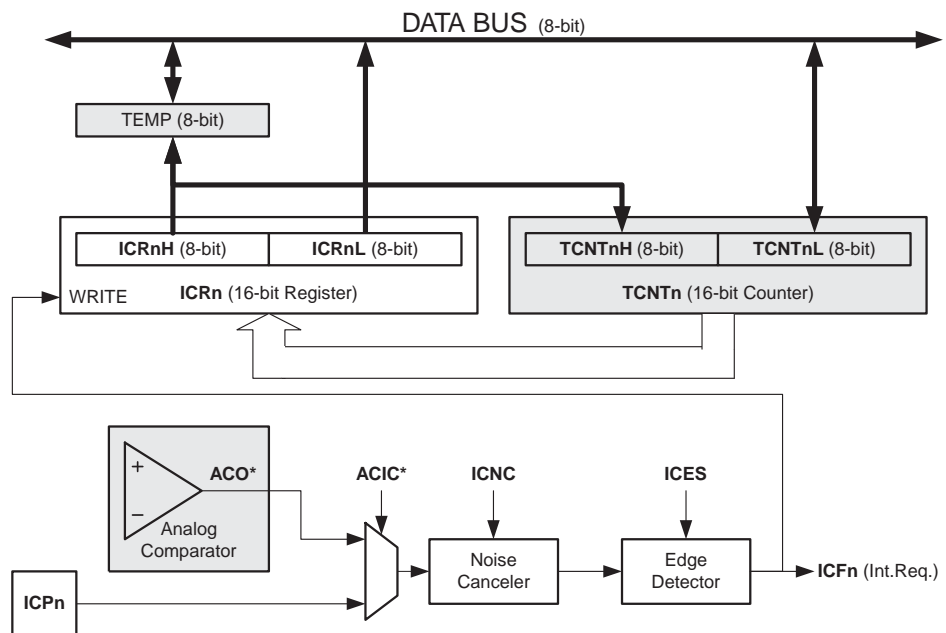 DATA BUS (8-bit)
TEMP (8-bit)
ICRnH (8-bit)
ICRnL (8-bit)
TCNTnH (8-bit)
TCNTnL (8-bit)
WRITE
ICRn (16-bit Register)
TCNTn (16-bit Counter)
+
−
ACO*
Analog
Comparator
ACIC*
ICNC
ICES
Noise
Canceler
Edge
Detector
ICFn (Int.Req.)
ICPn